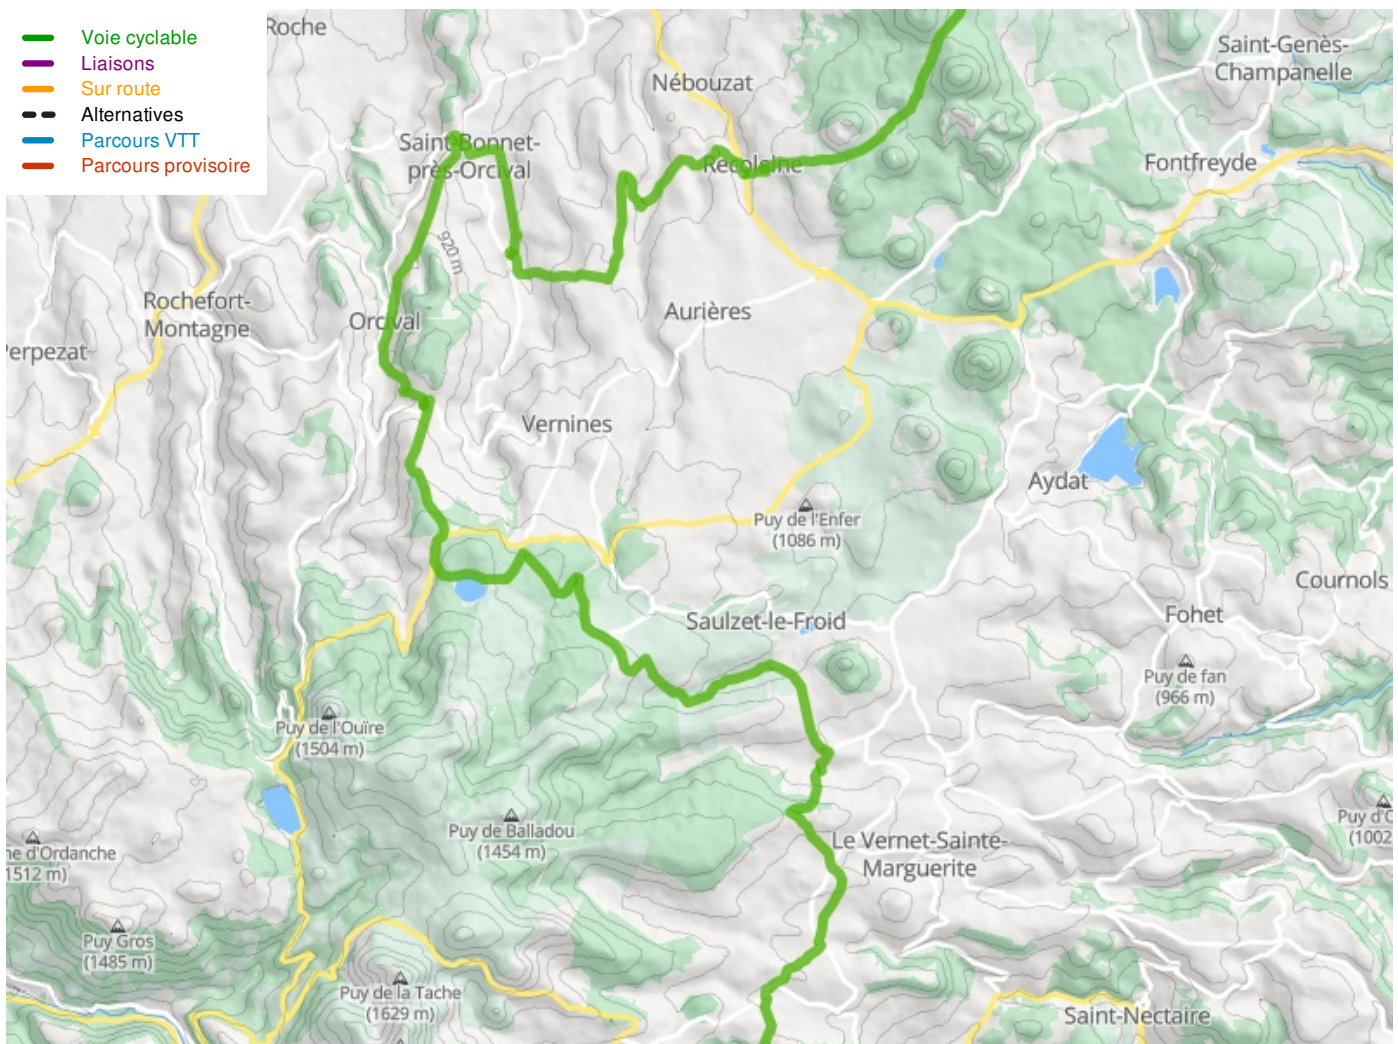 Voie cyclable
Liaisons
Sur route
Alternatives
Parcours VTT
Parcours provisoire
Roche
Saint-Genès-
Champanelle
Nébouzat
Saint-Bonnet-
près-Orcival
Récoleine
Fontfreyde
920 m
Rochefort-
Montagne
Orcival
Aurières
Perpezat
Vernines
Aydat
Puy de l'Enfer
(1086 m)
Cournols
Saulzet-le-Froid
Fohet
Puy de fan
(966 m)
Puy de l'Ouïre
(1504 m)
Puy de Balladou
(1454 m)
Puy d'C
(1002
ne d'Ordanche
1512 m)
Le Vernet-Sainte-
Marguerite
Puy Gros
(1485 m)
Puy de la Tache
(1629 m)
Saint-Nectaire